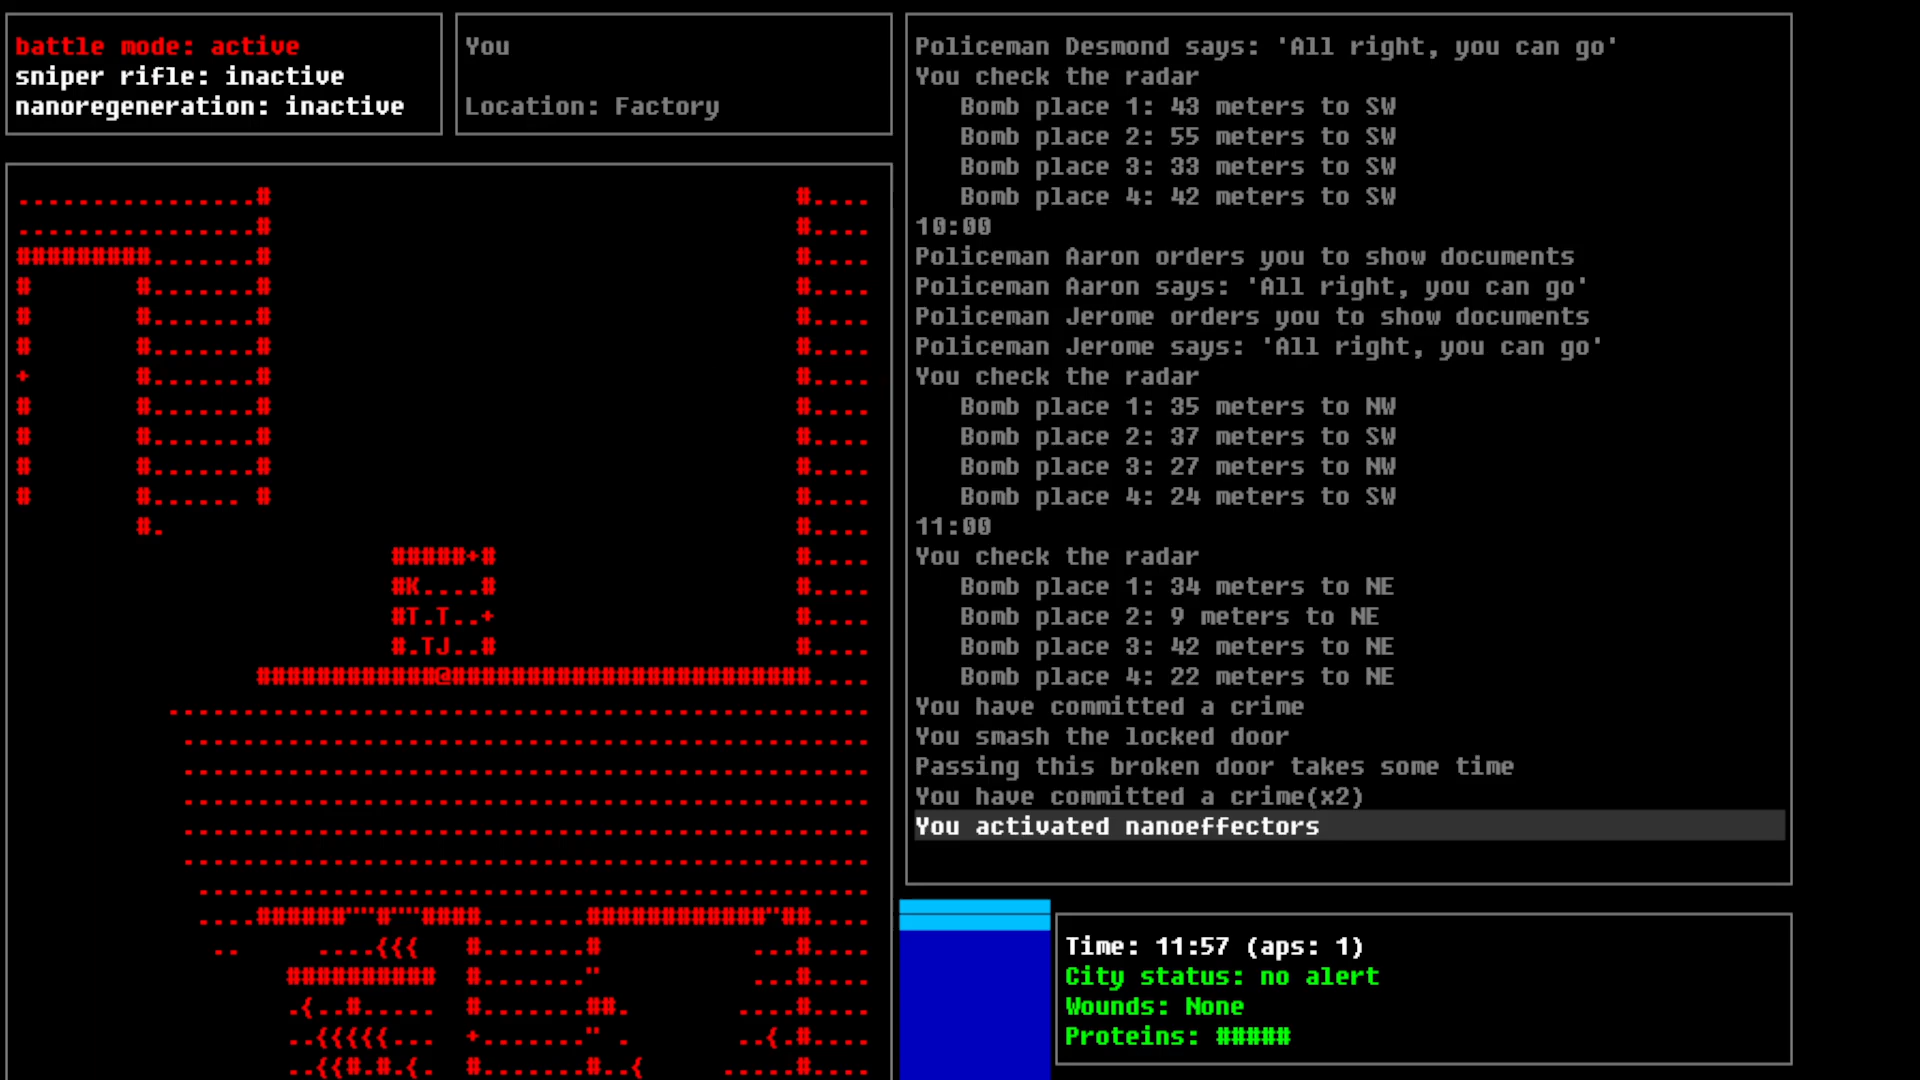 battle mode: active
sniper rifle: inactive
nanoregeneration: inactive
You
Location: Factory
................#                                   #....
................#                                   #....
#########.......#                                   #....
#       #.......#                                   #....
#       #.......#                                   #....
#       #.......#                                   #....
+       #.......#                                   #....
#       #.......#                                   #....
#       #.......#                                   #....
#       #.......#                                   #....
#       #...... #                                   #....
        #.                                          #....
                         #####+#                    #....
                         #K....#                    #....
                         #T.T..+                    #....
                         #.TJ..#                    #....
                ############@########################....
          ...............................................
           ..............................................
           ..............................................
           ..............................................
           ..............................................
           ..............................................
            .............................................
            ....######""#""####.......############"##....
             ..     ....{{{   #.......#          ...#....
                  ##########  #......."          ...#....
                  .{..#.....  #.......##.       ....#....
                  ..{{{{{...  +......." .       ..{.#....
                  ..{{#.#.{.  #.......#..{     .....#....
Policeman Desmond says: 'All right, you can go'
You check the radar
Bomb place 1: 43 meters to SW
Bomb place 2: 55 meters to SW
Bomb place 3: 33 meters to SW
Bomb place 4: 42 meters to SW
10:00
Policeman Aaron orders you to show documents
Policeman Aaron says: 'All right, you can go'
Policeman Jerome orders you to show documents
Policeman Jerome says: 'All right, you can go'
You check the radar
Bomb place 1: 35 meters to NW
Bomb place 2: 37 meters to SW
Bomb place 3: 27 meters to NW
Bomb place 4: 24 meters to SW
11:00
You check the radar
Bomb place 1: 34 meters to NE
Bomb place 2: 9 meters to NE
Bomb place 3: 42 meters to NE
Bomb place 4: 22 meters to NE
You have committed a crime
You smash the locked door
Passing this broken door takes some time
You have committed a crime(x2)
You activated nanoeffectors
Time: 11:57 (aps: 1)
City status: no alert
Wounds: None
Proteins: #####